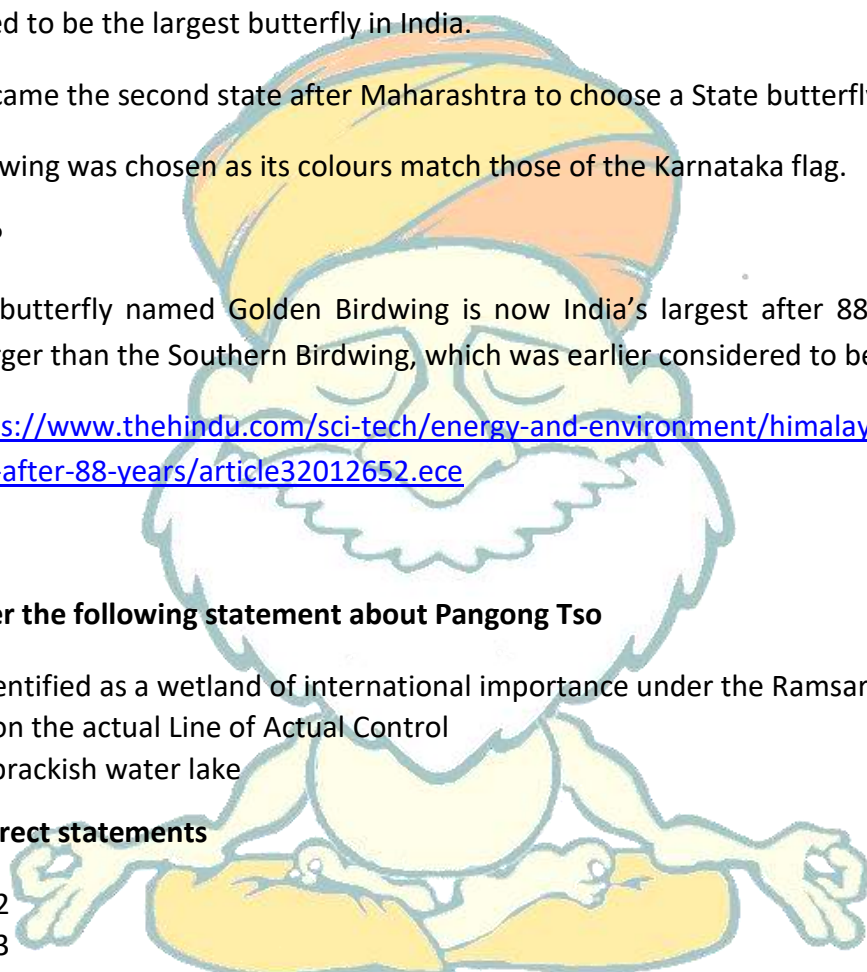 ed to be the largest butterfly in India.
came the second state after Maharashtra to choose a State butterfly
wing was chosen as its colours match those of the Karnataka flag.
?
butterfly named Golden Birdwing is now India's largest after 88
rger than the Southern Birdwing, which was earlier considered to be
s://www.thehindu.com/sci-tech/energy-and-environment/himalay
-after-88-years/article32012652.ece
er the following statement about Pangong Tso
entified as a wetland of international importance under the Ramsar
on the actual Line of Actual Control
brackish water lake
rect statements
2
3